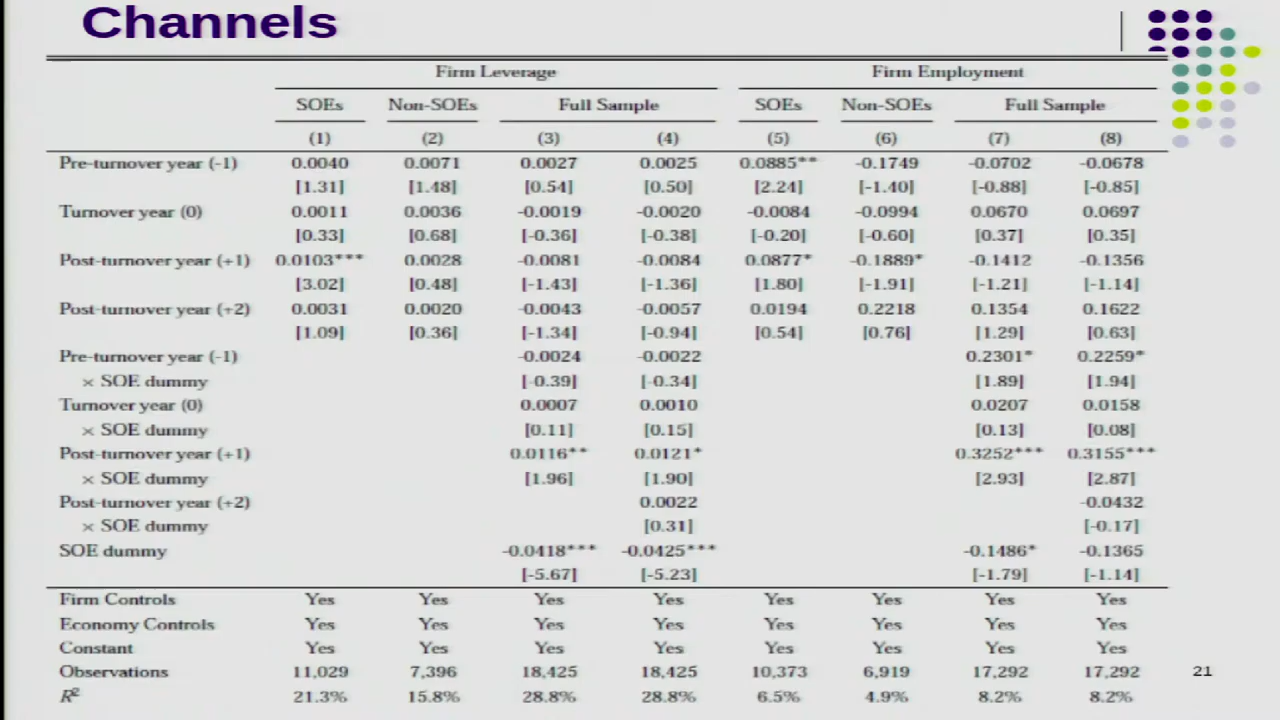 Channels
Firm Leverage Firm Employment
SOEs Non-SOEs Full Sample SOEs Non-SOEs Full Sample
(1) (2) (3) (4) (5) (6) (7) (8)
Pre-turnover year (-1) 0.0040 0.0071 0.0027 0.0025 0.0885** -0.1749 -0.0702 -0.0678
[1.31] [1.48] [0.54] [0.50] [2.24] [-1.40] [-0.88] [-0.85]
Turnover year (0) 0.0011 0.0036 -0.0019 -0.0020 -0.0084 -0.0994 0.0670 0.0697
[0.33] [0.68] [-0.36] [-0.38] [-0.20] [-0.60] [0.37] [0.35]
Post-turnover year (+1) 0.0103*** 0.0028 -0.0081 -0.0084 0.0877* -0.1889* -0.1412 -0.1356
[3.02] [0.48] [-1.43] [-1.36] [1.80] [-1.91] [-1.21] [-1.14]
Post-turnover year (+2) 0.0031 0.0020 -0.0043 -0.0057 0.0194 0.2218 0.1354 0.1622
[1.09] [0.36] [-1.34] [-0.94] [0.54] [0.76] [1.29] [0.63]
Pre-turnover year (-1) -0.0024 -0.0022 0.2301* 0.2259*
× SOE dummy [-0.39] [-0.34] [1.89] [1.94]
Turnover year (0) 0.0007 0.0010 0.0207 0.0158
× SOE dummy [0.11] [0.15] [0.13] [0.08]
Post-turnover year (+1) 0.0116** 0.0121* 0.3252*** 0.3155***
× SOE dummy [1.96] [1.90] [2.93] [2.87]
Post-turnover year (+2) 0.0022 -0.0432
× SOE dummy [0.31] [-0.17]
SOE dummy -0.0418*** -0.0425*** -0.1486* -0.1365
[-5.67] [-5.23] [-1.79] [-1.14]
Firm Controls Yes Yes Yes Yes Yes Yes Yes Yes
Economy Controls Yes Yes Yes Yes Yes Yes Yes Yes
Constant Yes Yes Yes Yes Yes Yes Yes Yes
Observations 11,029 7,396 18,425 18,425 10,373 6,919 17,292 17,292
R² 21.3% 15.8% 28.8% 28.8% 6.5% 4.9% 8.2% 8.2%
21